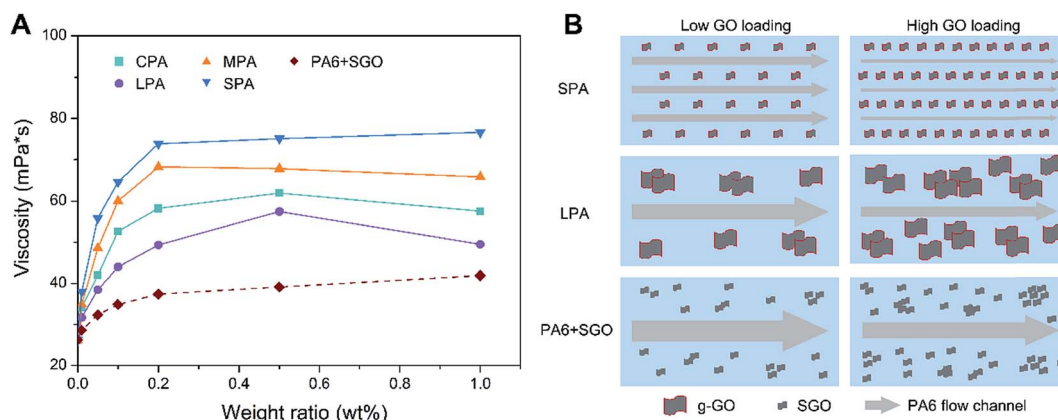 A
Viscosity (mPa*s)
100
80
60
40
20
CPA
MPA
PA6+SGO
LPA
SPA
0.0
0.2
0.4
0.6
0.8
1.0
Weight ratio (wt%)
B
Low GO loading
High GO loading
SPA
LPA
PA6+SGO
g-GO
SGO
PA6 flow channel